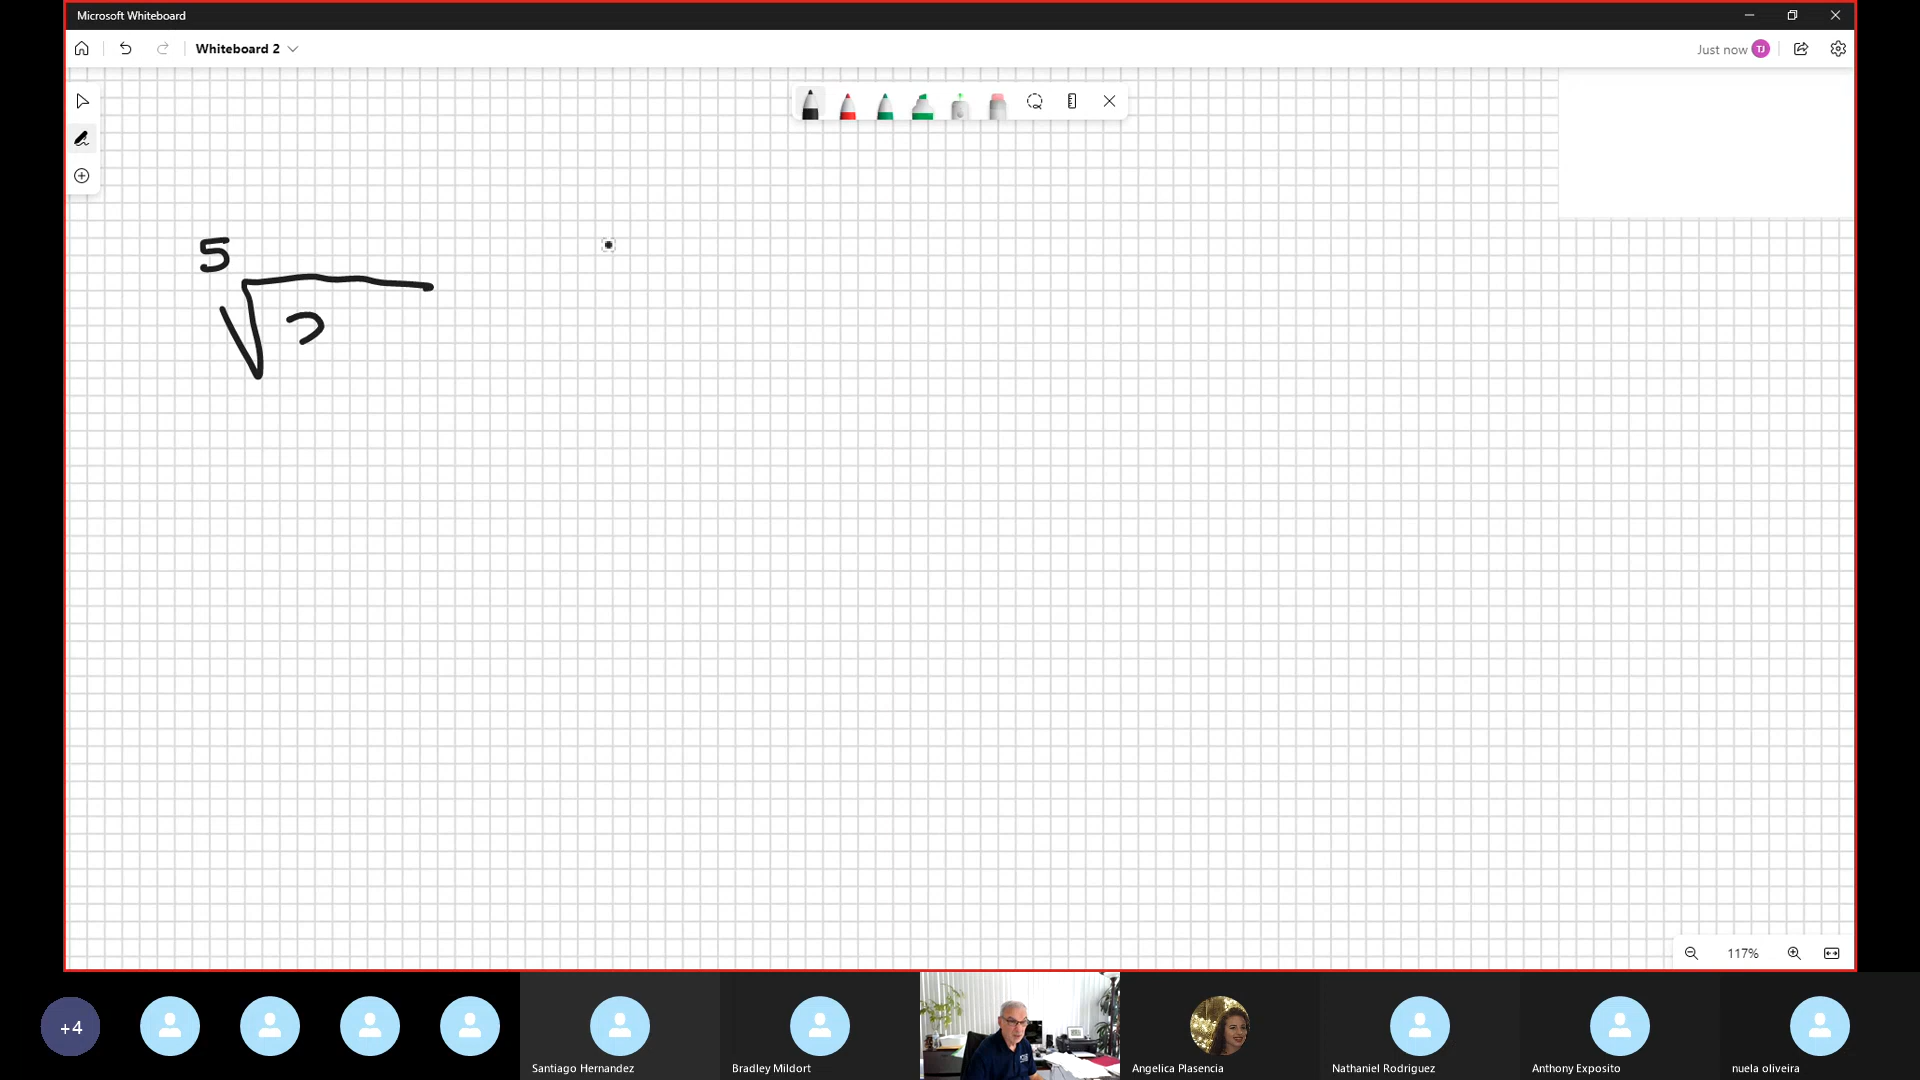 Microsoft Whiteboard
Whiteboard 2
Just now TJ
5
√
117%
+4
Santiago Hernandez
Bradley Mildort
Angelica Plasencia
Nathaniel Rodriguez
Anthony Exposito
nuela oliveira